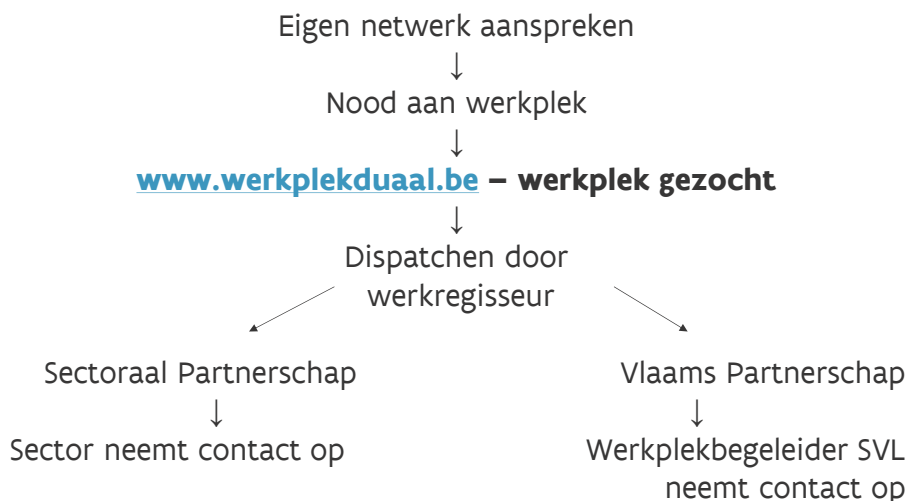 Eigen netwerk aanspreken
↓
Nood aan werkplek
↓
www.werkplekduaal.be – werkplek gezocht
↓
Dispatchen door
werkregisseur
Sectoraal Partnerschap
↓
Sector neemt contact op
Vlaams Partnerschap
↓
Werkplekbegeleider SVL
neemt contact op